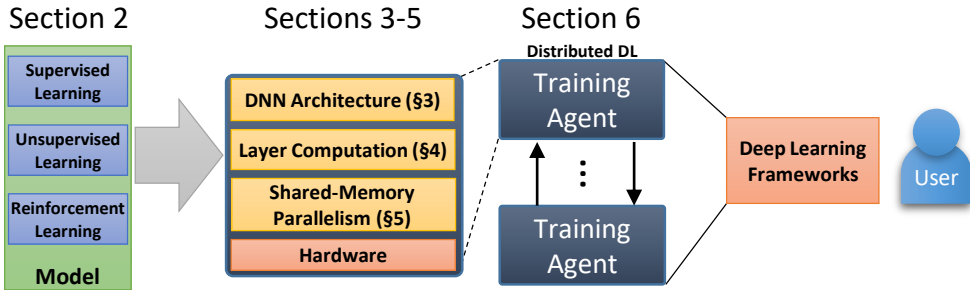 Section 2
Supervised
Learning
Unsupervised
Learning
Reinforcement
Learning
Model
Sections 3-5
DNN Architecture (§3)
Layer Computation (§4)
Shared-Memory
Parallelism (§5)
Hardware
Section 6
Distributed DL
Training
Agent
...
Training
Agent
Deep Learning
Frameworks
User